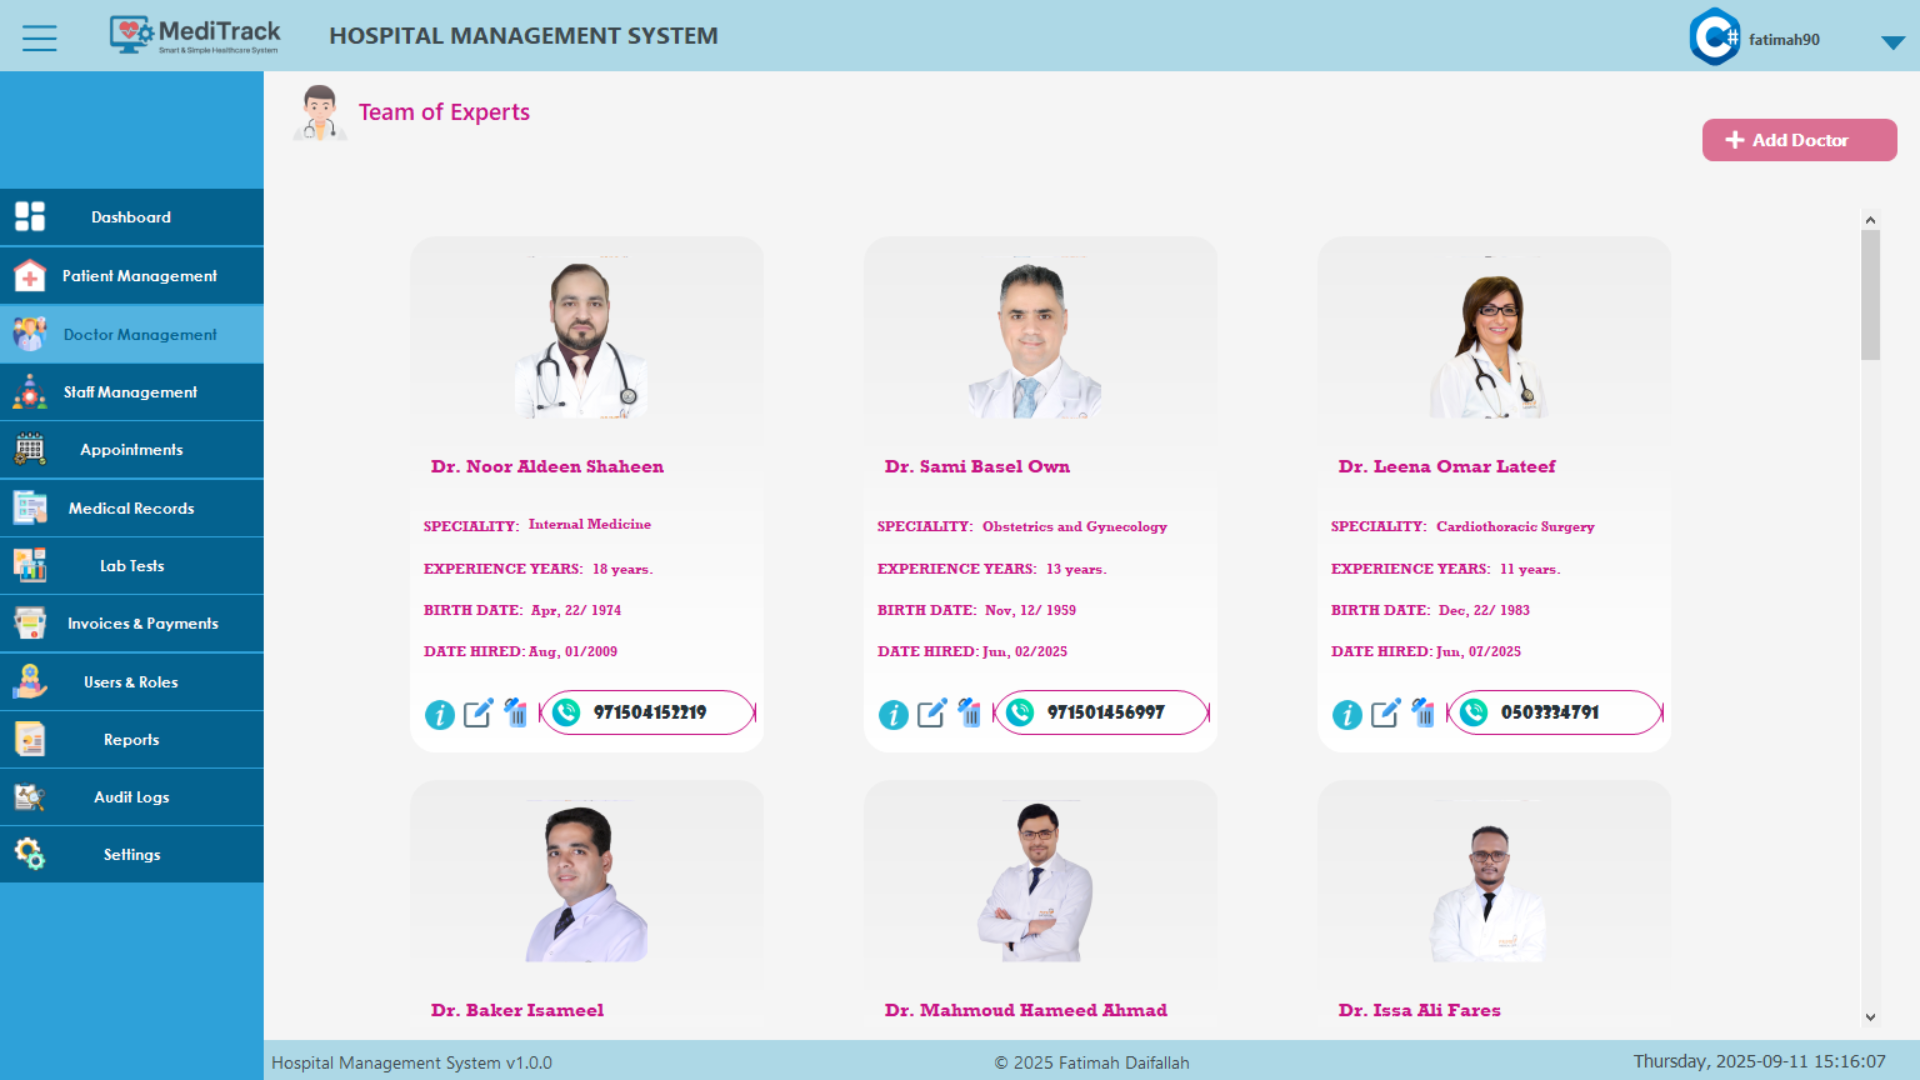 MediTrack
Smart & Simple Healthcare System
HOSPITAL MANAGEMENT SYSTEM
fatimah90
Team of Experts
Add Doctor
Dashboard
Patient Management
Doctor Management
Staff Management
Appointments
Medical Records
Lab Tests
Invoices & Payments
Users & Roles
Reports
Audit Logs
Settings
Dr. Noor Aldeen Shaheen
SPECIALITY: Internal Medicine
EXPERIENCE YEARS: 18 years.
BIRTH DATE: Apr, 22/ 1974
DATE HIRED: Aug, 01/2009
971504152219
Dr. Sami Basel Own
SPECIALITY: Obstetrics and Gynecology
EXPERIENCE YEARS: 13 years.
BIRTH DATE: Nov, 12/ 1959
DATE HIRED: Jun, 02/2025
971501456997
Dr. Leena Omar Lateef
SPECIALITY: Cardiothoracic Surgery
EXPERIENCE YEARS: 11 years.
BIRTH DATE: Dec, 22/ 1983
DATE HIRED: Jun, 07/2025
0503334791
Dr. Baker Isameel
Dr. Mahmoud Hameed Ahmad
Dr. Issa Ali Fares
Hospital Management System v1.0.0
© 2025 Fatimah Daifallah
Thursday, 2025-09-11 15:16:07